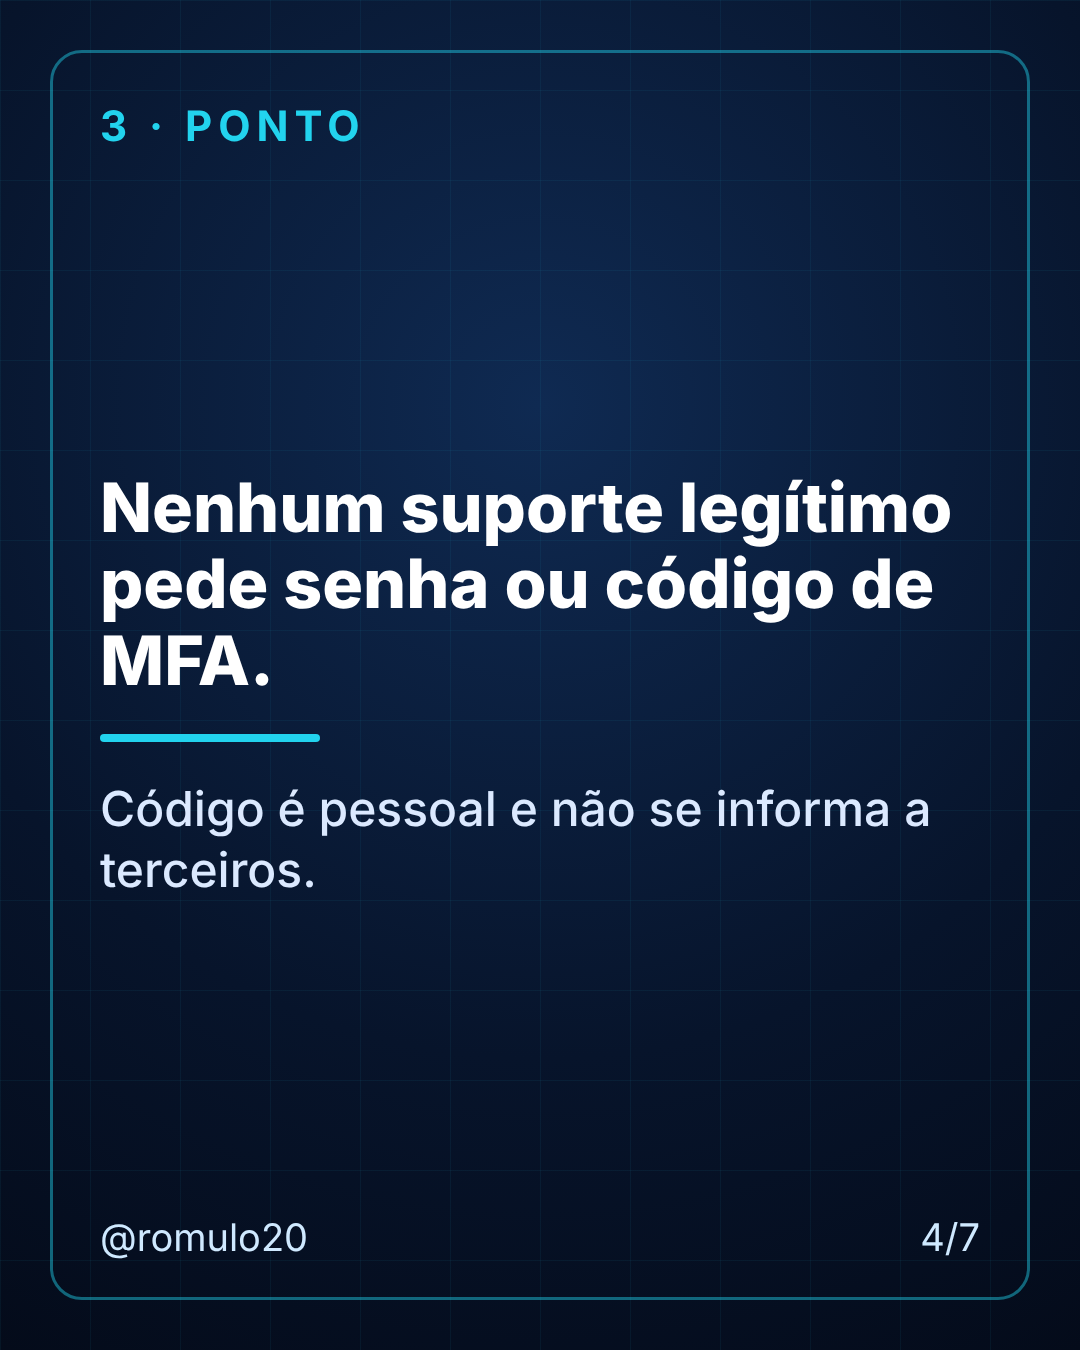 3 · PONTO
Nenhum suporte legítimo
pede senha ou código de
MFA.
Código é pessoal e não se informa a
terceiros.
@romulo20
4/7